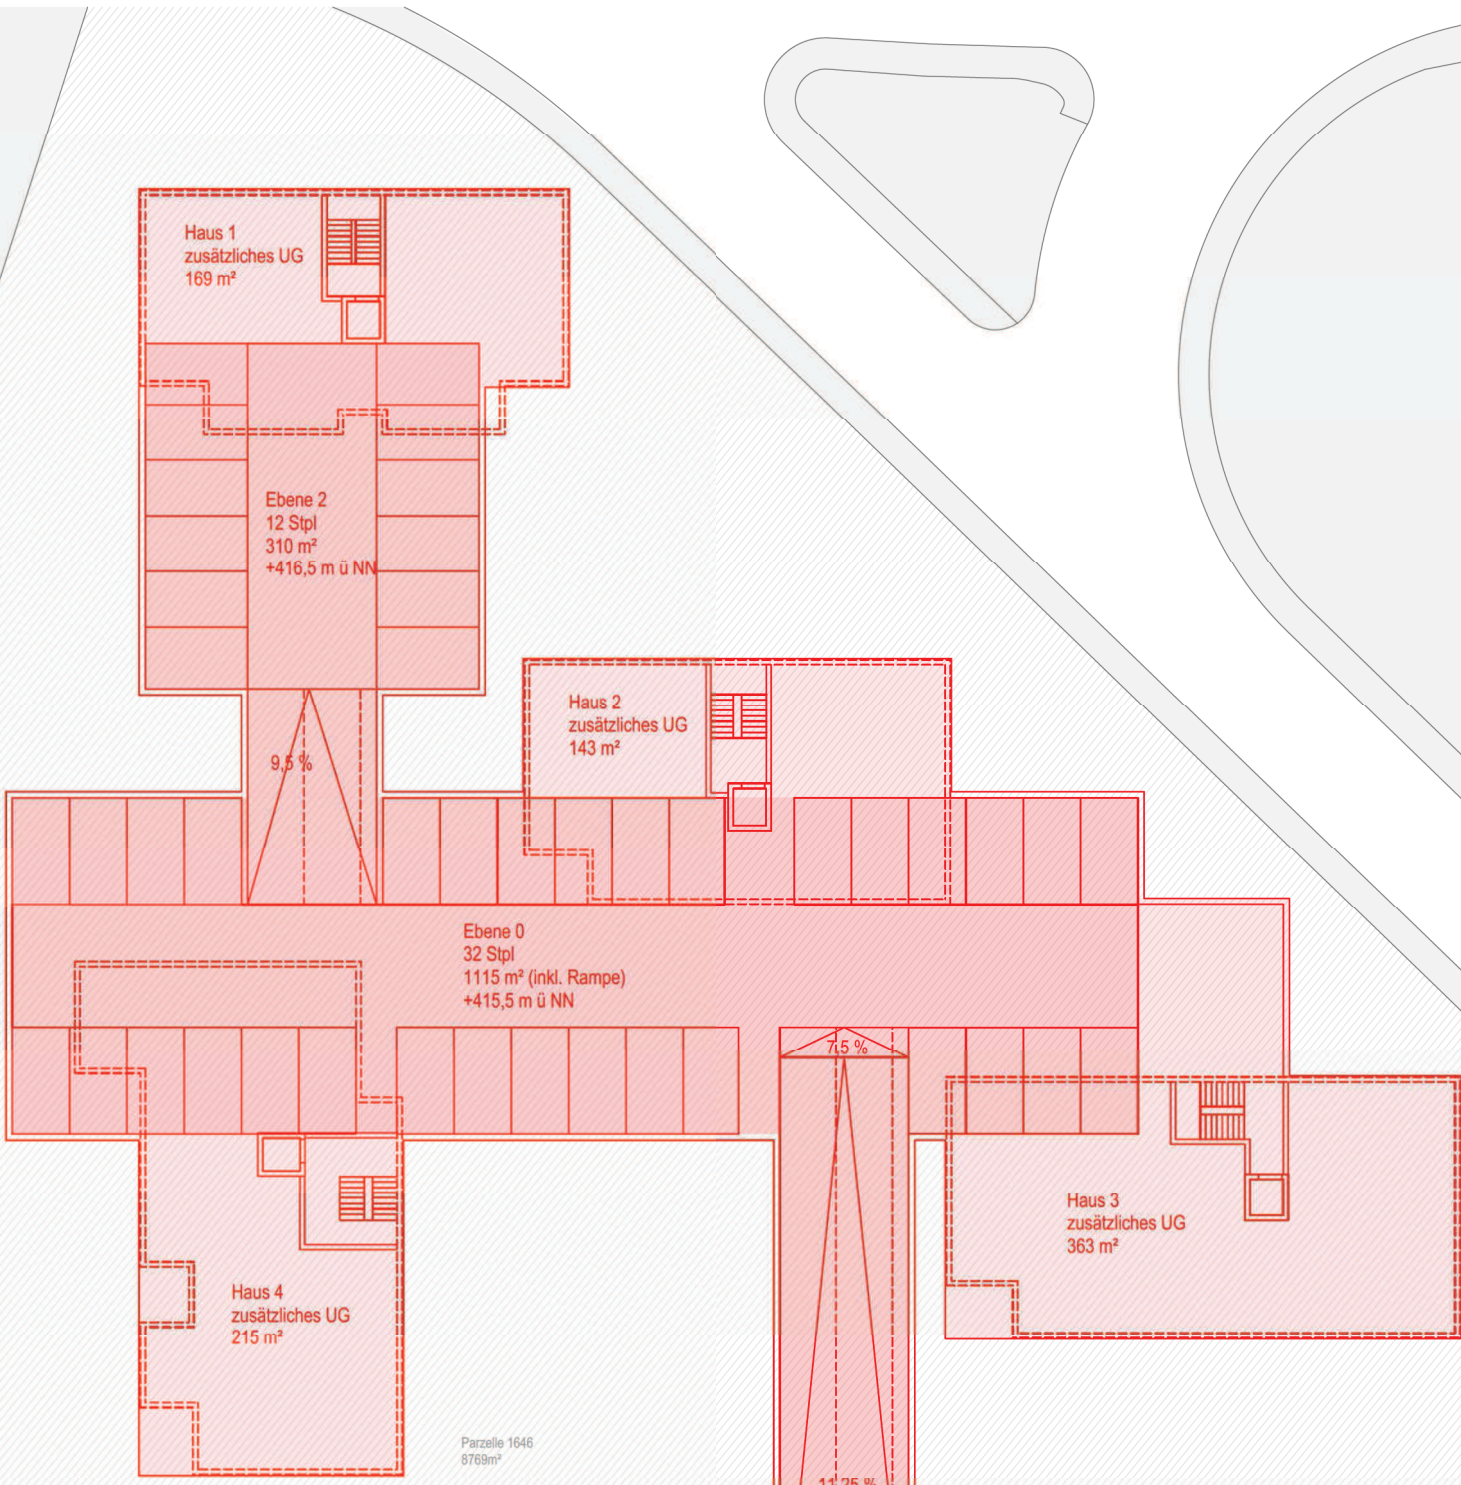 Haus 1
zusätzliches UG
169 m²
Ebene 2
12 Stpl
310 m²
+416,5 m ü NN
Haus 2
zusätzliches UG
143 m²
9,5 %
Ebene 0
32 Stpl
1115 m² (inkl. Rampe)
+415,5 m ü NN
7,5 %
Haus 3
zusätzliches UG
363 m²
Haus 4
zusätzliches UG
215 m²
Parzelle 1646
8769m²
11,25 %